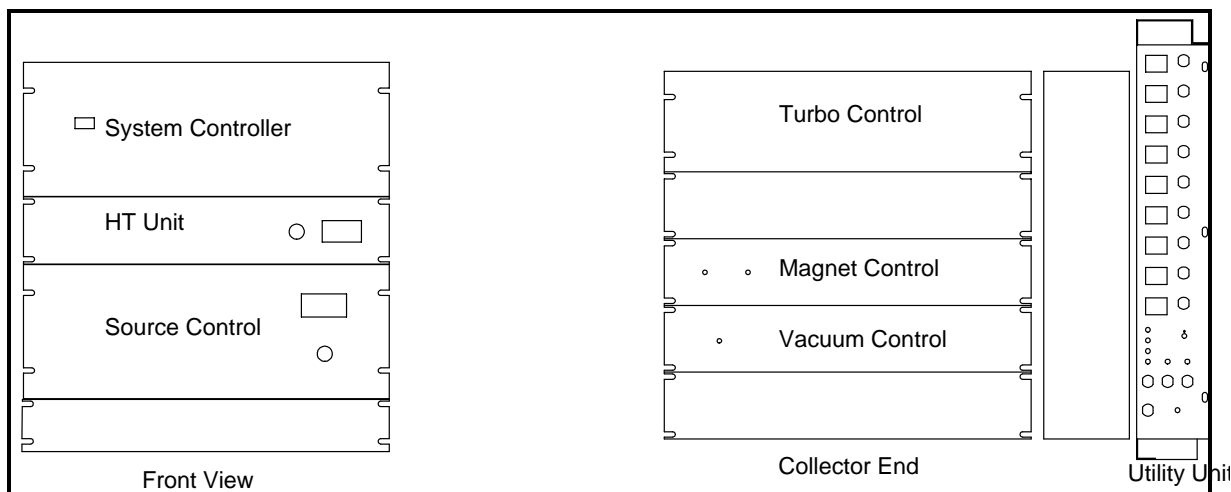 System Controller
HT Unit
Source Control
Front View
Turbo Control
Magnet Control
Vacuum Control
Collector End
Utility Unit